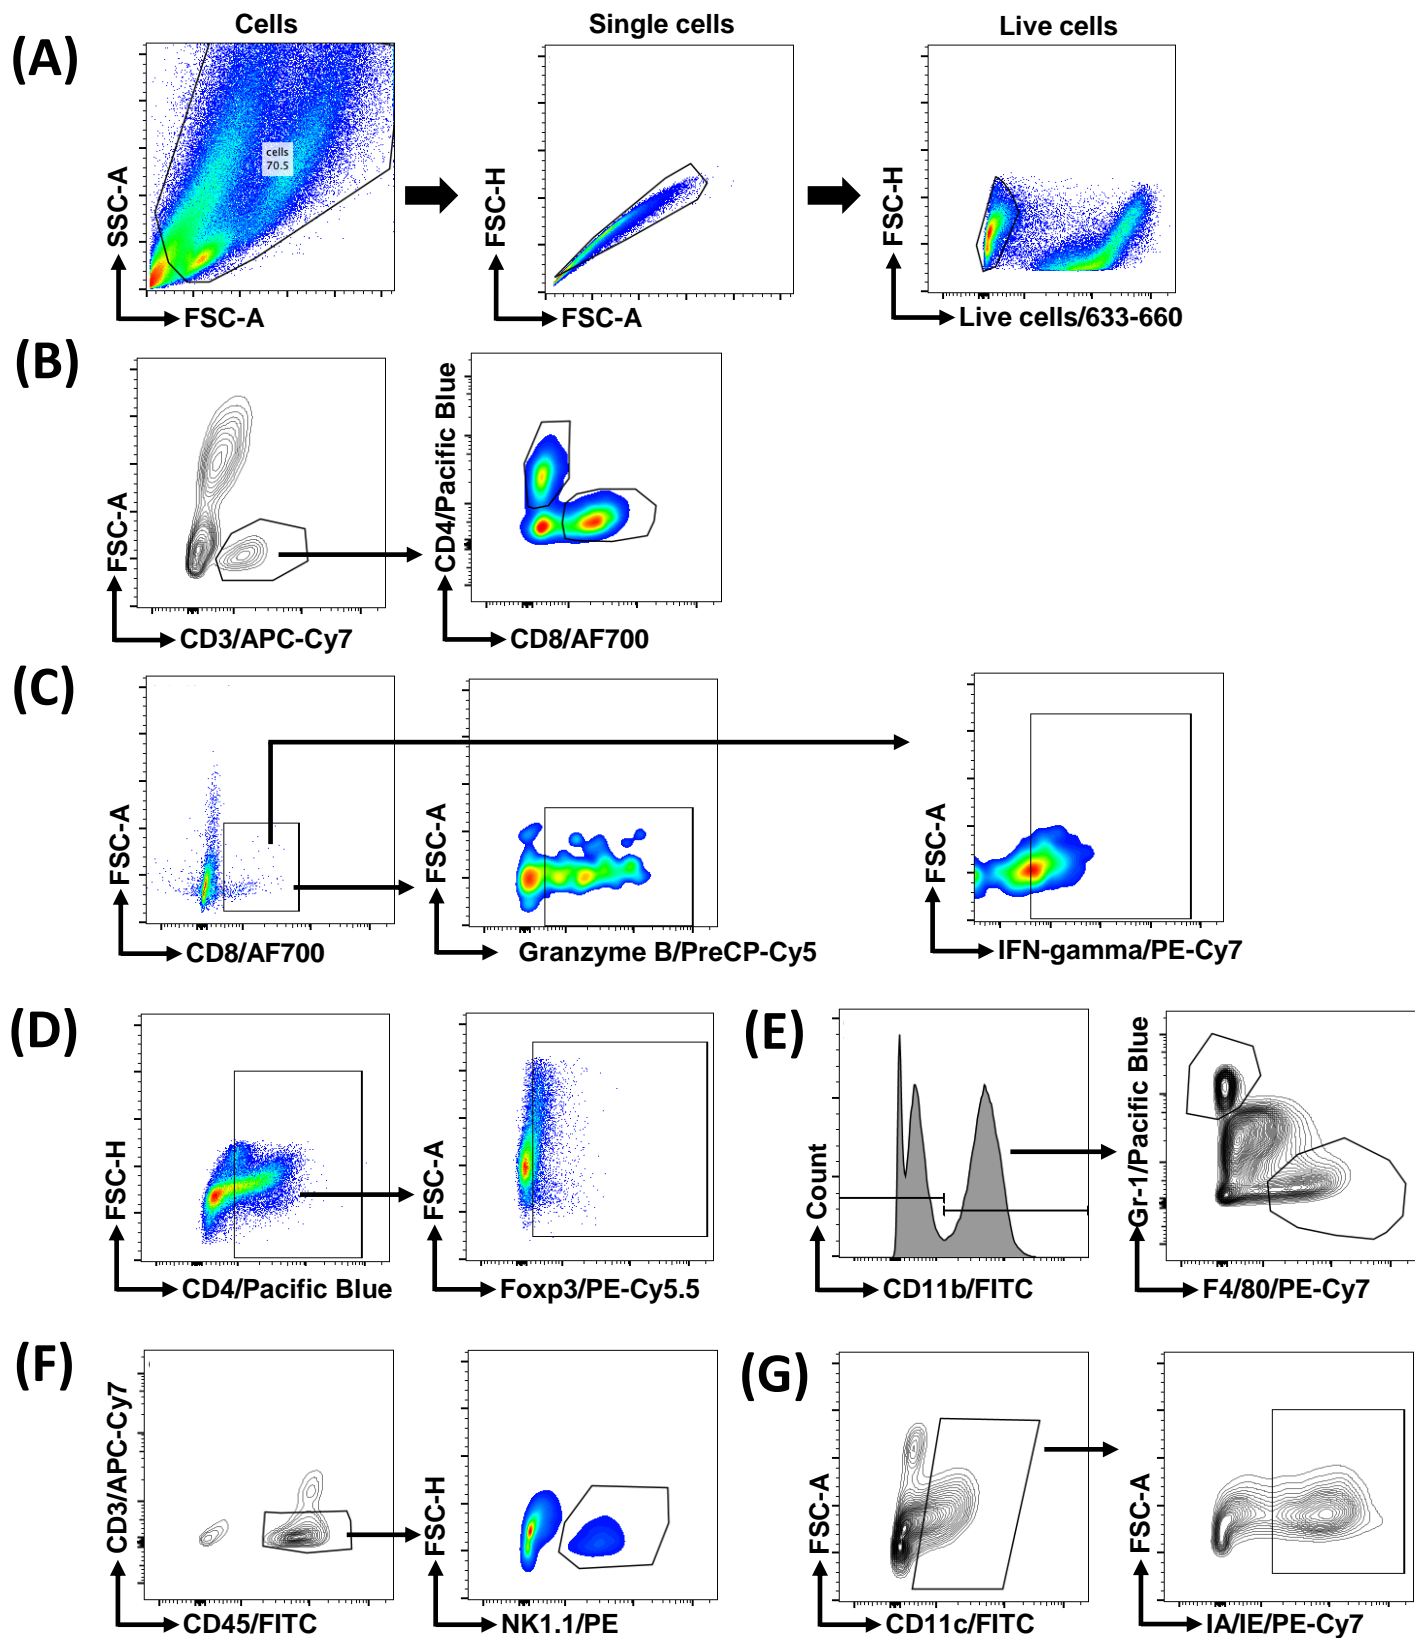 (A)
Cells
Single cells
Live cells
cells
70.5
SSC-A
FSC-A
FSC-H
FSC-A
FSC-H
Live cells/633-660
(B)
FSC-A
CD3/APC-Cy7
CD4/Pacific Blue
CD8/AF700
(C)
FSC-A
CD8/AF700
FSC-A
Granzyme B/PreCP-Cy5
FSC-A
IFN-gamma/PE-Cy7
(D)
FSC-H
CD4/Pacific Blue
FSC-A
Foxp3/PE-Cy5.5
(E)
Count
CD11b/FITC
Gr-1/Pacific Blue
F4/80/PE-Cy7
(F)
CD3/APC-Cy7
CD45/FITC
FSC-H
NK1.1/PE
(G)
FSC-A
CD11c/FITC
FSC-A
IA/IE/PE-Cy7